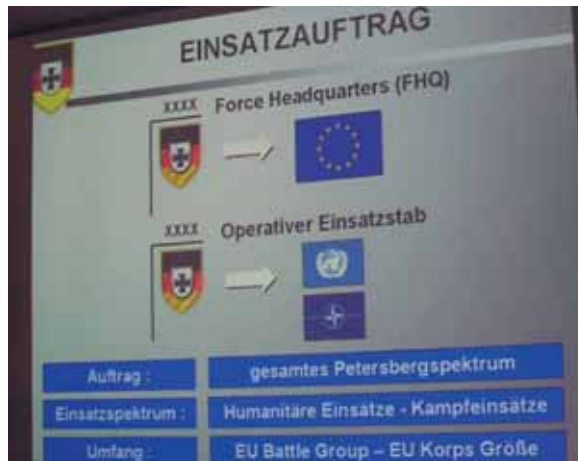 EINSATZAUFTRAG
xxxx Force Headquarters (FHQ)
xxxx Operativer Einsatzstab
Auftrag : gesamtes Petersbergspektrum
Einsatzspektrum : Humanitäre Einsätze - Kampfeinsätze
Umfang : EU Battle Group – EU Korps Größe